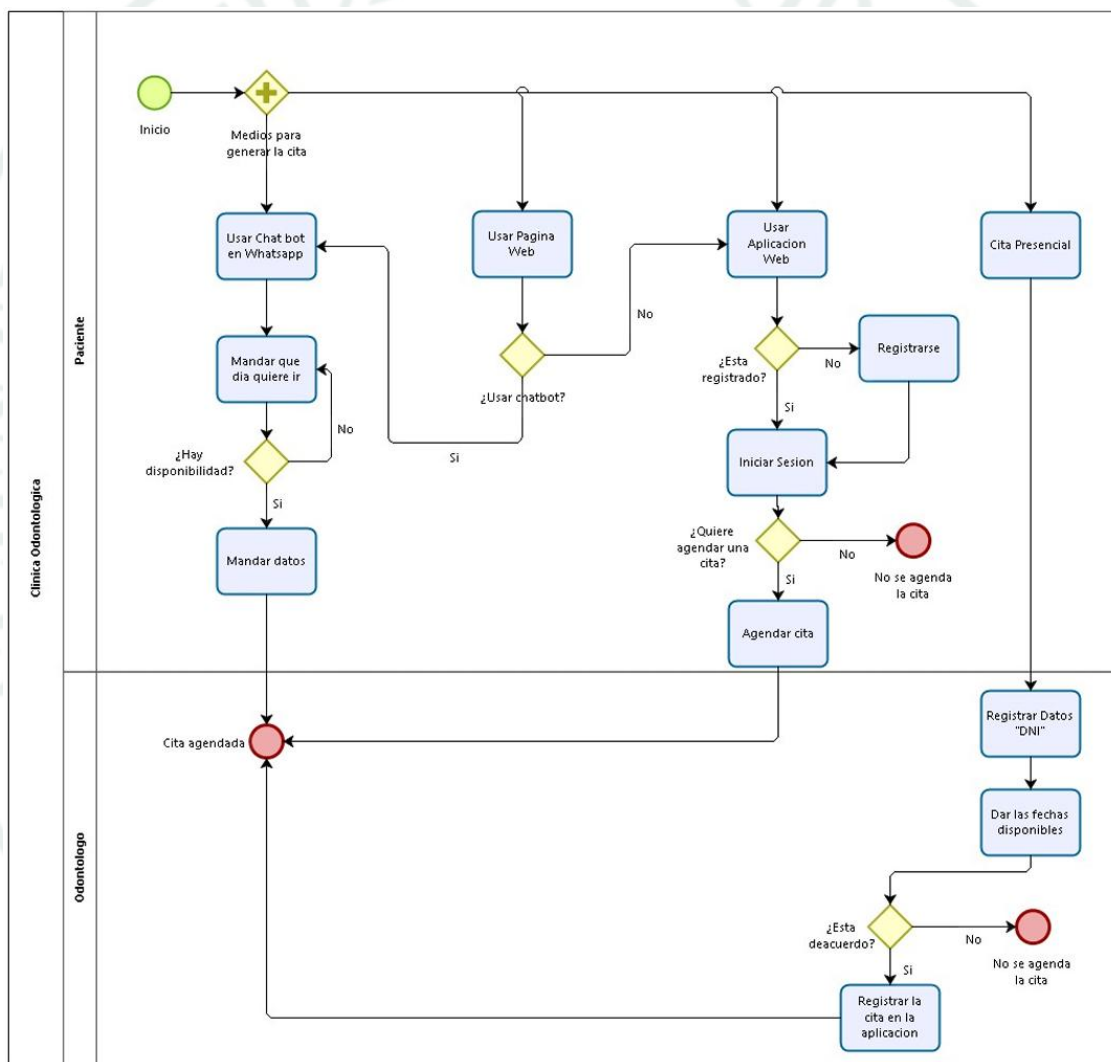 Clinica Odontologica
Paciente
Inicio
Medios para
generar la cita
Usar Chat bot
en Whatsapp
Usar Pagina
Web
Usar
Aplicacion
Web
Cita Presencial
Mandar que
dia quiere ir
No
¿Usar chatbot?
Si
No
¿Esta
registrado?
No
Registrarse
Si
¿Hay
disponibilidad?
Si
Iniciar Sesion
Mandar datos
¿Quiere
agendar una
cita?
No
No se agenda
la cita
Si
Agendar cita
Odontologo
Cita agendada
Registrar Datos
"DNI"
Dar las fechas
disponibles
¿Esta
deacuerdo?
No
No se agenda
la cita
Si
Registrar la
cita en la
aplicacion